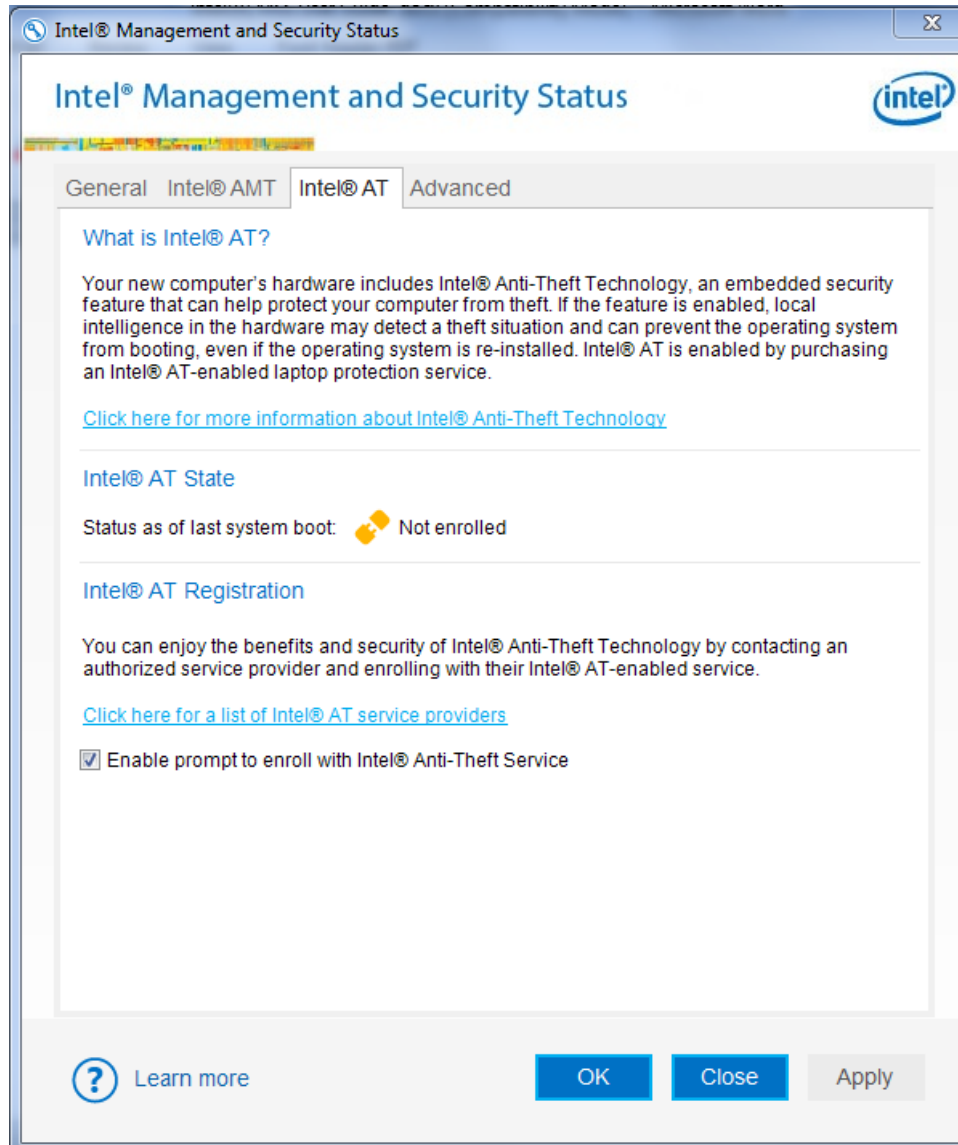 Intel® Management and Security Status
Intel® Management and Security Status
intel
General Intel® AMT Intel® AT Advanced
What is Intel® AT?
Your new computer's hardware includes Intel® Anti-Theft Technology, an embedded security
feature that can help protect your computer from theft. If the feature is enabled, local
intelligence in the hardware may detect a theft situation and can prevent the operating system
from booting, even if the operating system is re-installed. Intel® AT is enabled by purchasing
an Intel® AT-enabled laptop protection service.
Click here for more information about Intel® Anti-Theft Technology
Intel® AT State
Status as of last system boot: Not enrolled
Intel® AT Registration
You can enjoy the benefits and security of Intel® Anti-Theft Technology by contacting an
authorized service provider and enrolling with their Intel® AT-enabled service.
Click here for a list of Intel® AT service providers
Enable prompt to enroll with Intel® Anti-Theft Service
? Learn more OK Close Apply